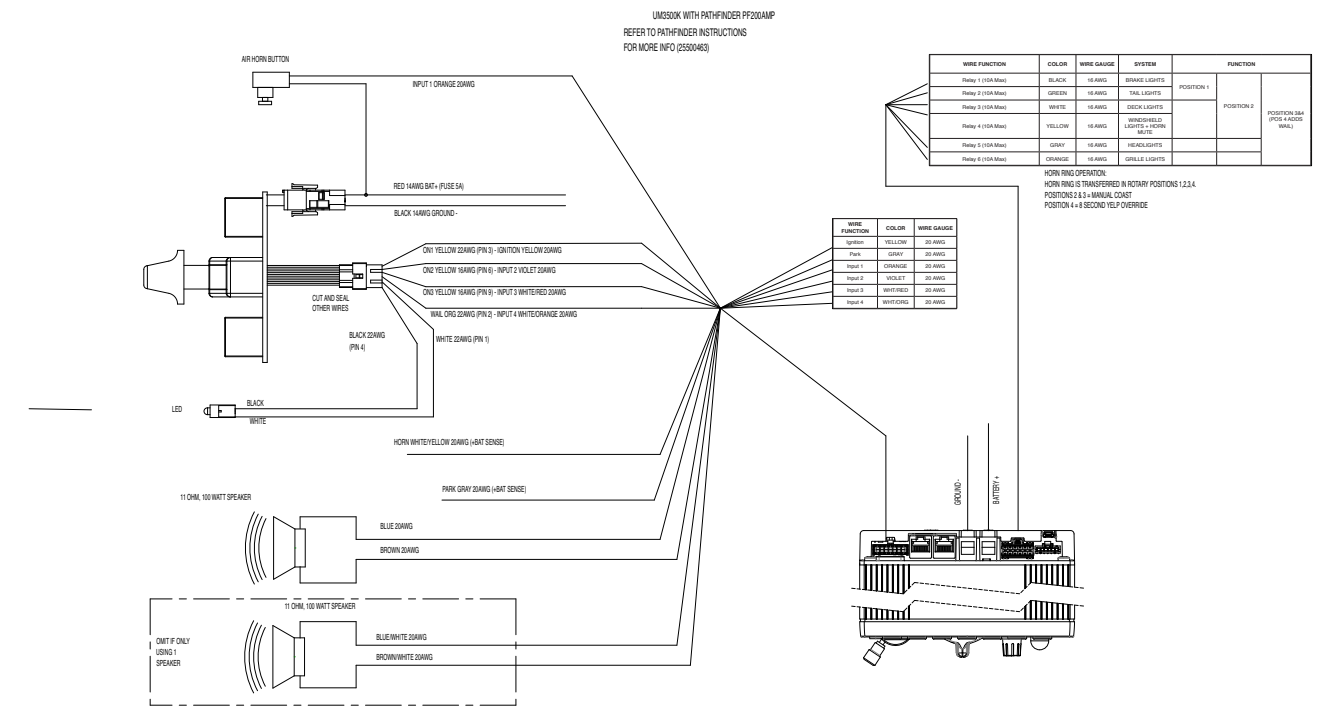 UM3500K WITH PATHFINDER PF200AMP
REFER TO PATHFINDER INSTRUCTIONS
FOR MORE INFO (25500463)
AIR HORN BUTTON
INPUT 1 ORANGE 20AWG
WIRE FUNCTION COLOR WIRE GAUGE SYSTEM FUNCTION
Relay 1 (10A Max) BLACK 16 AWG BRAKE LIGHTS POSITION 1 POSITION 2 POSITION 3&4 (POS 4 ADDS WAIL)
Relay 2 (10A Max) GREEN 16 AWG TAIL LIGHTS
Relay 3 (10A Max) WHITE 16 AWG DECK LIGHTS
Relay 4 (10A Max) YELLOW 16 AWG WINDSHIELD LIGHTS + HORN MUTE
Relay 5 (10A Max) GRAY 16 AWG HEADLIGHTS
Relay 6 (10A Max) ORANGE 16 AWG GRILLE LIGHTS
HORN RING OPERATION:
HORN RING IS TRANSFERRED IN ROTARY POSITIONS 1,2,3,4.
POSITIONS 2 & 3 = MANUAL COAST
POSITION 4 = 8 SECOND YELP OVERRIDE
RED 14AWG BAT+ (FUSE 5A)
BLACK 14AWG GROUND -
WIRE FUNCTION COLOR WIRE GAUGE
Ignition YELLOW 20 AWG
Park GRAY 20 AWG
Input 1 ORANGE 20 AWG
Input 2 VIOLET 20 AWG
Input 3 WHT/RED 20 AWG
Input 4 WHT/ORG 20 AWG
ON1 YELLOW 22AWG (PIN 3) - IGNITION YELLOW 20AWG
ON2 YELLOW 16AWG (PIN 6) - INPUT 2 VIOLET 20AWG
ON3 YELLOW 16AWG (PIN 9) - INPUT 3 WHITE/RED 20AWG
WAIL ORG 22AWG (PIN 2) - INPUT 4 WHITE/ORANGE 20AWG
CUT AND SEAL
OTHER WIRES
BLACK 22AWG
(PIN 4)
WHITE 22AWG (PIN 1)
LED
BLACK
WHITE
HORN WHITE/YELLOW 20AWG (+BAT SENSE)
PARK GRAY 20AWG (+BAT SENSE)
GROUND -
BATTERY +
11 OHM, 100 WATT SPEAKER
BLUE 20AWG
BROWN 20AWG
11 OHM, 100 WATT SPEAKER
OMIT IF ONLY
USING 1
SPEAKER
BLUE/WHITE 20AWG
BROWN/WHITE 20AWG